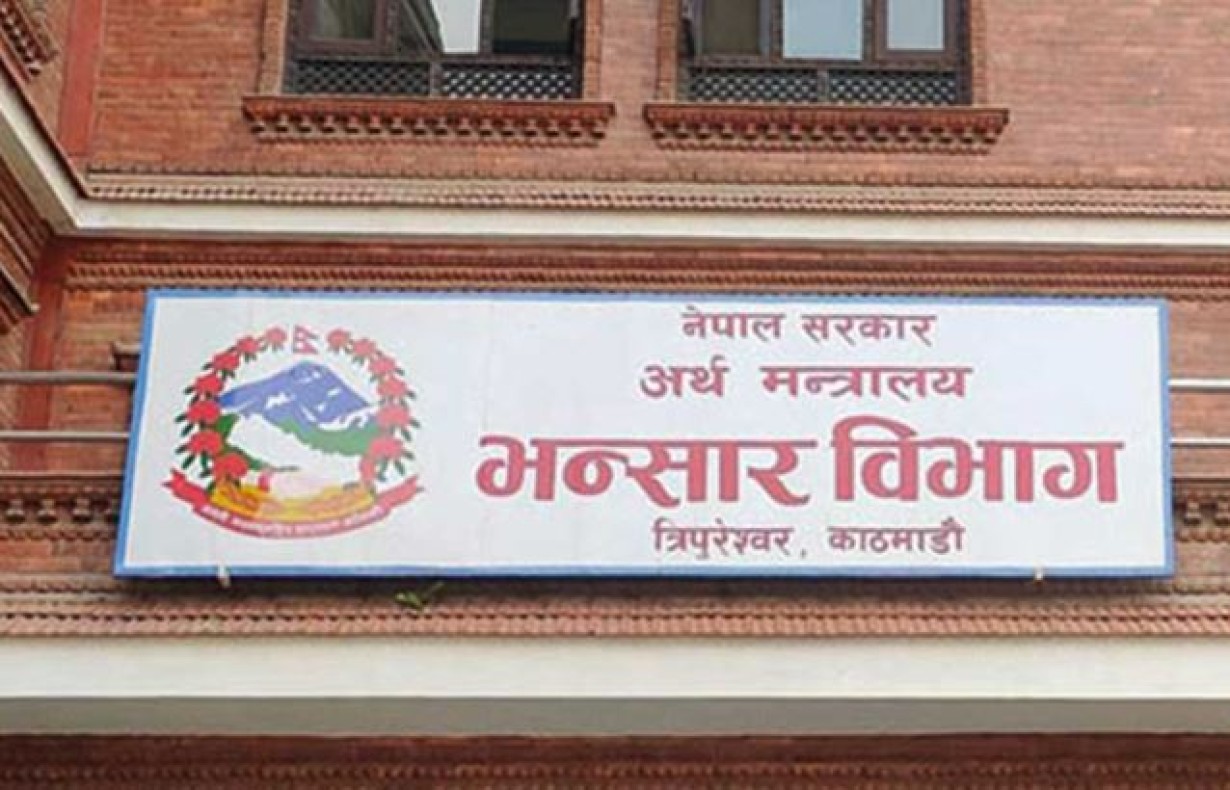 नेपाल सरकार
अर्थ मन्त्रालय
भन्सार विभाग
त्रिपुरेश्वर, काठमाडौं